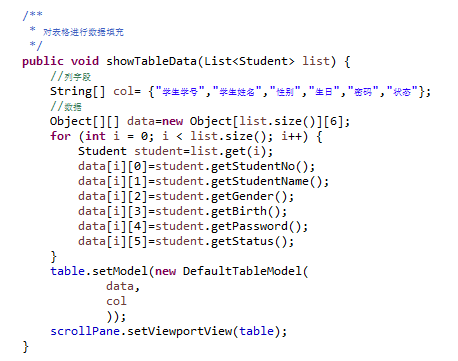 /**
 * 对表格进行数据填充
 */
public void showTableData(List<Student> list) {
    //列字段
    String[] col= {"学生学号","学生姓名","性别","生日","密码","状态"};
    //数据
    Object[][] data=new Object[list.size()][6];
    for (int i = 0; i < list.size(); i++) {
        Student student=list.get(i);
        data[i][0]=student.getStudentNo();
        data[i][1]=student.getStudentName();
        data[i][2]=student.getGender();
        data[i][3]=student.getBirth();
        data[i][4]=student.getPassword();
        data[i][5]=student.getStatus();
    }
    table.setModel(new DefaultTableModel(
            data,
            col
            ));
    scrollPane.setViewportView(table);
}